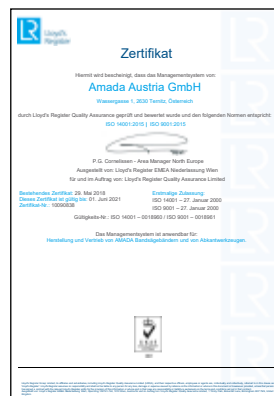 LR
Lloyd's
Register
Zertifikat
Hiermit wird bescheinigt, dass das Managementsystem von:
Amada Austria GmbH
Wassergasse 1, 2630 Ternitz, Österreich
durch Lloyd's Register Quality Assurance geprüft und bewertet wurde und den folgenden Normen entspricht:
ISO 14001:2015 | ISO 9001:2015
P.G. Cornelissen - Area Manager North Europe
Ausgestellt von: Lloyd's Register EMEA Niederlassung Wien
für und im Auftrag von: Lloyd's Register Quality Assurance Limited
Bestehendes Zertifikat: 29. Mai 2018
Dieses Zertifikat ist gültig bis: 01. Juni 2021
Zertifikat-Nr.: 10090838
Erstmalige Zulassung:
ISO 14001 – 27. Januar 2000
ISO 9001 – 27. Januar 2000
Gültigkeits-Nr.: ISO 14001 – 0018960 / ISO 9001 – 0018961
Das Managementsystem ist anwendbar für:
Herstellung und Vertrieb von AMADA Bandsägebändern und von Abkantwerkzeugen.